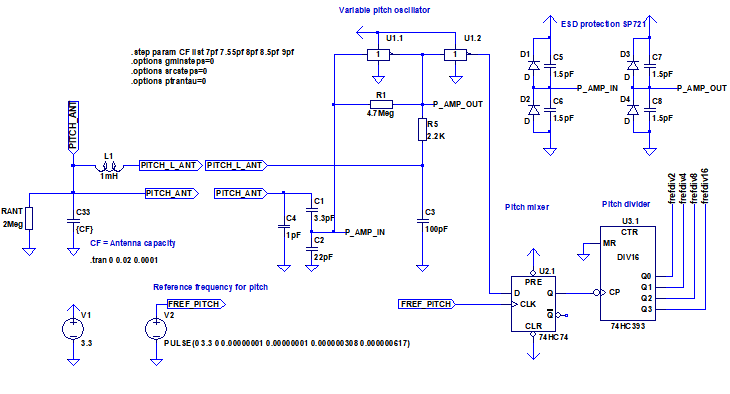 Variable pitch oscillator
ESD protection SP721
.step param CF list 7pf 7.55pf 8pf 8.5pf 9pf
.options gminsteps=0
.options srcsteps=0
.options ptrantau=0
U1.1
U1.2
1
1
R1
4.7Meg
P_AMP_OUT
R5
2.2K
D1
D
C5
1.5pF
P_AMP_IN
D2
D
C6
1.5pF
D3
D
C7
1.5pF
P_AMP_OUT
D4
D
C8
1.5pF
PITCH_ANT
L1
1mH
PITCH_L_ANT
PITCH_L_ANT
PITCH_ANT
PITCH_ANT
RANT
2Meg
C33
{CF}
CF = Antenna capacity
.tran 0 0.02 0.0001
C4
1pF
C1
3.3pF
P_AMP_IN
C2
22pF
C3
100pF
Pitch mixer
Pitch divider
frefdiv2
frefdiv4
frefdiv8
frefdiv16
U3.1
CTR
MR
DIV16
Q0
Q1
Q2
Q3
CP
74HC393
U2.1
PRE
D
Q
CLK
Q
CLR
74HC74
FREF_PITCH
Reference frequency for pitch
FREF_PITCH
V1
3.3
V2
PULSE(0 3.3 0 0.00000001 0.00000001 0.000000308 0.000000617)